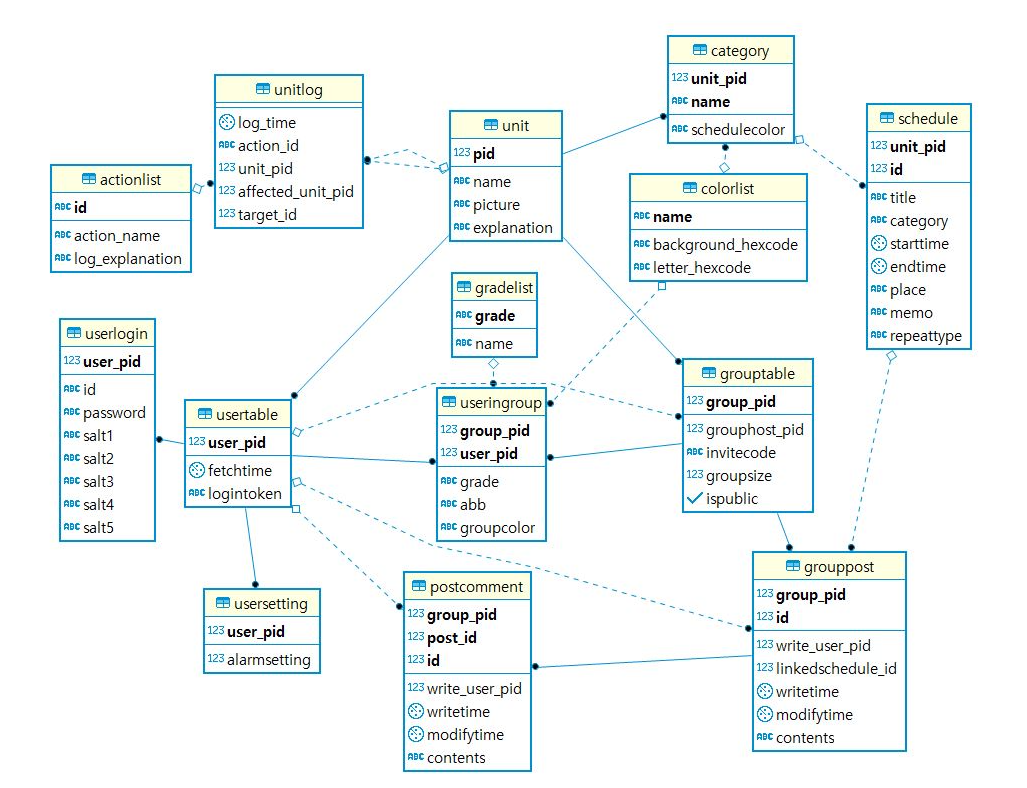 category
123 unit_pid
ABC name
ABC schedulecolor
unitlog
log_time
ABC action_id
123 unit_pid
123 affected_unit_pid
123 target_id
unit
123 pid
ABC name
ABC picture
ABC explanation
schedule
123 unit_pid
123 id
ABC title
ABC category
starttime
endtime
ABC place
ABC memo
ABC repeattype
actionlist
ABC id
ABC action_name
ABC log_explanation
colorlist
ABC name
ABC background_hexcode
ABC letter_hexcode
gradelist
ABC grade
ABC name
userlogin
123 user_pid
ABC id
ABC password
ABC salt1
ABC salt2
ABC salt3
ABC salt4
ABC salt5
usertable
123 user_pid
fetchtime
ABC logintoken
useringroup
123 group_pid
123 user_pid
ABC grade
ABC abb
ABC groupcolor
grouptable
123 group_pid
123 grouphost_pid
ABC invitecode
123 groupsize
ispublic
usersetting
123 user_pid
123 alarmsetting
postcomment
123 group_pid
123 post_id
123 id
123 write_user_pid
writetime
modifytime
ABC contents
grouppost
123 group_pid
123 id
123 write_user_pid
123 linkedschedule_id
writetime
modifytime
ABC contents